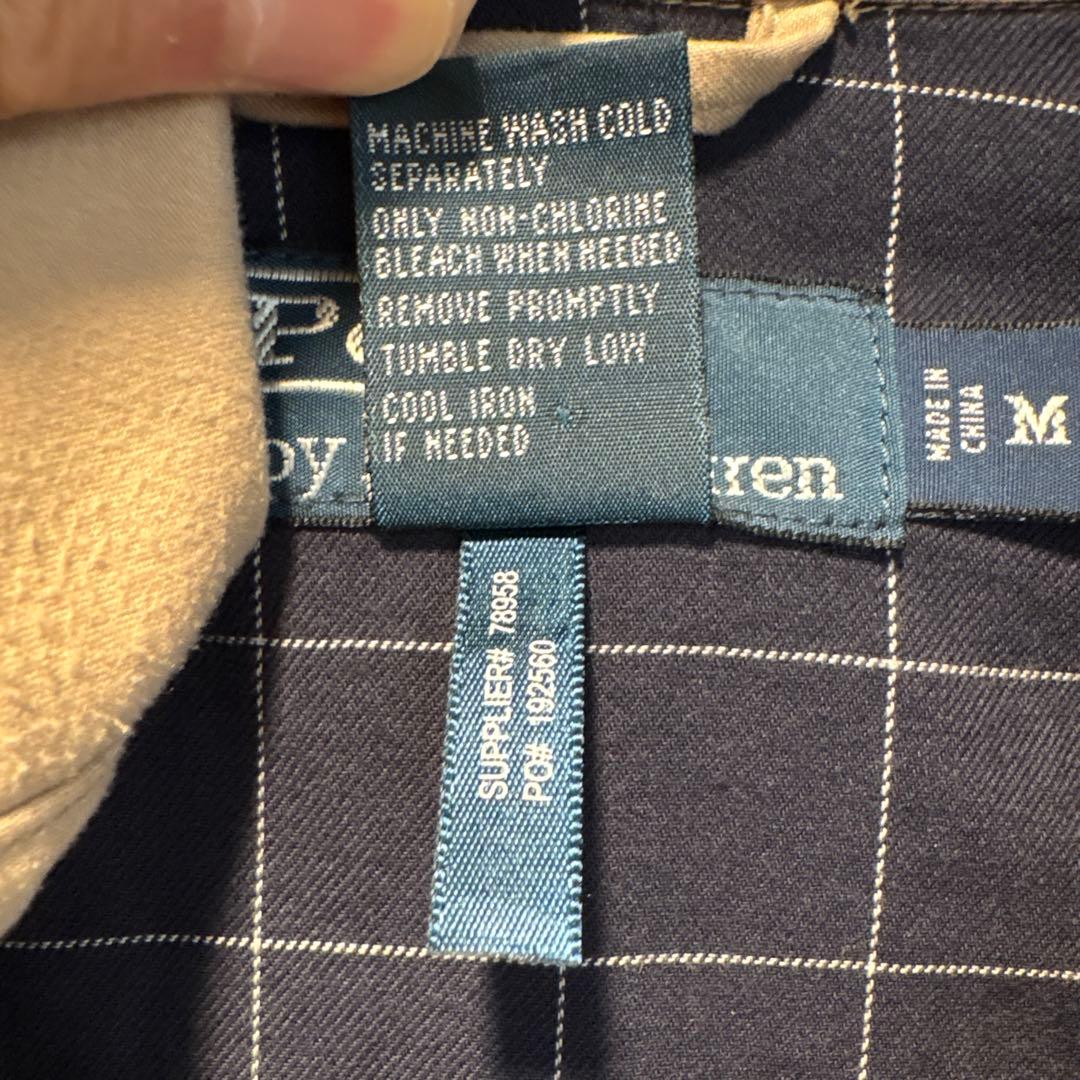 MACHINE WASH COLD
SEPARATELY
ONLY NON-CHLORINE
BLEACH WHEN NEEDED
REMOVE PROMPTLY
TUMBLE DRY LOW
COOL IRON
IF NEEDED
P
by
ren
MADE IN
CHINA
M
SUPPLIER# 78958
PO# 192560